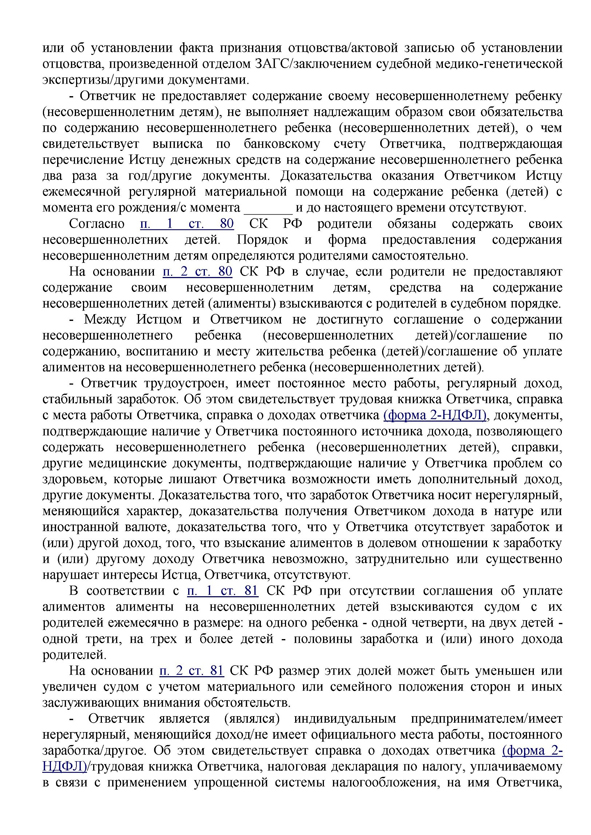 или об установлении факта признания отцовства/актовой записью об установлении
отцовства, произведенной отделом ЗАГС/заключением судебной медико-генетической
экспертизы/другими документами.
- Ответчик не предоставляет содержание своему несовершеннолетнему ребенку
(несовершеннолетним детям), не выполняет надлежащим образом свои обязательства
по содержанию несовершеннолетнего ребенка (несовершеннолетних детей), о чем
свидетельствует выписка по банковскому счету Ответчика, подтверждающая
перечисление Истцу денежных средств на содержание несовершеннолетнего ребенка
два раза за год/другие документы. Доказательства оказания Ответчиком Истцу
ежемесячной регулярной материальной помощи на содержание ребенка (детей) с
момента его рождения/с момента ________ и до настоящего времени отсутствуют.
Согласно п. 1 ст. 80 СК РФ родители обязаны содержать своих
несовершеннолетних детей. Порядок и форма предоставления содержания
несовершеннолетним детям определяются родителями самостоятельно.
На основании п. 2 ст. 80 СК РФ в случае, если родители не предоставляют
содержание своим несовершеннолетним детям, средства на содержание
несовершеннолетних детей (алименты) взыскиваются с родителей в судебном порядке.
- Между Истцом и Ответчиком не достигнуто соглашение о содержании
несовершеннолетнего ребенка (несовершеннолетних детей)/соглашение по
содержанию, воспитанию и месту жительства ребенка (детей)/соглашение об уплате
алиментов на несовершеннолетнего ребенка (несовершеннолетних детей).
- Ответчик трудоустроен, имеет постоянное место работы, регулярный доход,
стабильный заработок. Об этом свидетельствует трудовая книжка Ответчика, справка
с места работы Ответчика, справка о доходах ответчика (форма 2-НДФЛ), документы,
подтверждающие наличие у Ответчика постоянного источника дохода, позволяющего
содержать несовершеннолетнего ребенка (несовершеннолетних детей), справки,
другие медицинские документы, подтверждающие наличие у Ответчика проблем со
здоровьем, которые лишают Ответчика возможности иметь дополнительный доход,
другие документы. Доказательства того, что заработок Ответчика носит нерегулярный,
меняющийся характер, доказательства получения Ответчиком дохода в натуре или
иностранной валюте, доказательства того, что у Ответчика отсутствует заработок и
(или) другой доход, того, что взыскание алиментов в долевом отношении к заработку
и (или) другому доходу Ответчика невозможно, затруднительно или существенно
нарушает интересы Истца, Ответчика, отсутствуют.
В соответствии с п. 1 ст. 81 СК РФ при отсутствии соглашения об уплате
алиментов алименты на несовершеннолетних детей взыскиваются судом с их
родителей ежемесячно в размере: на одного ребенка - одной четверти, на двух детей -
одной трети, на трех и более детей - половины заработка и (или) иного дохода
родителей.
На основании п. 2 ст. 81 СК РФ размер этих долей может быть уменьшен или
увеличен судом с учетом материального или семейного положения сторон и иных
заслуживающих внимания обстоятельств.
- Ответчик является (являлся) индивидуальным предпринимателем/имеет
нерегулярный, меняющийся доход/не имеет официального места работы, постоянного
заработка/другое. Об этом свидетельствует справка о доходах ответчика (форма 2-
НДФЛ)/трудовая книжка Ответчика, налоговая декларация по налогу, уплачиваемому
в связи с применением упрощенной системы налогообложения, на имя Ответчика,